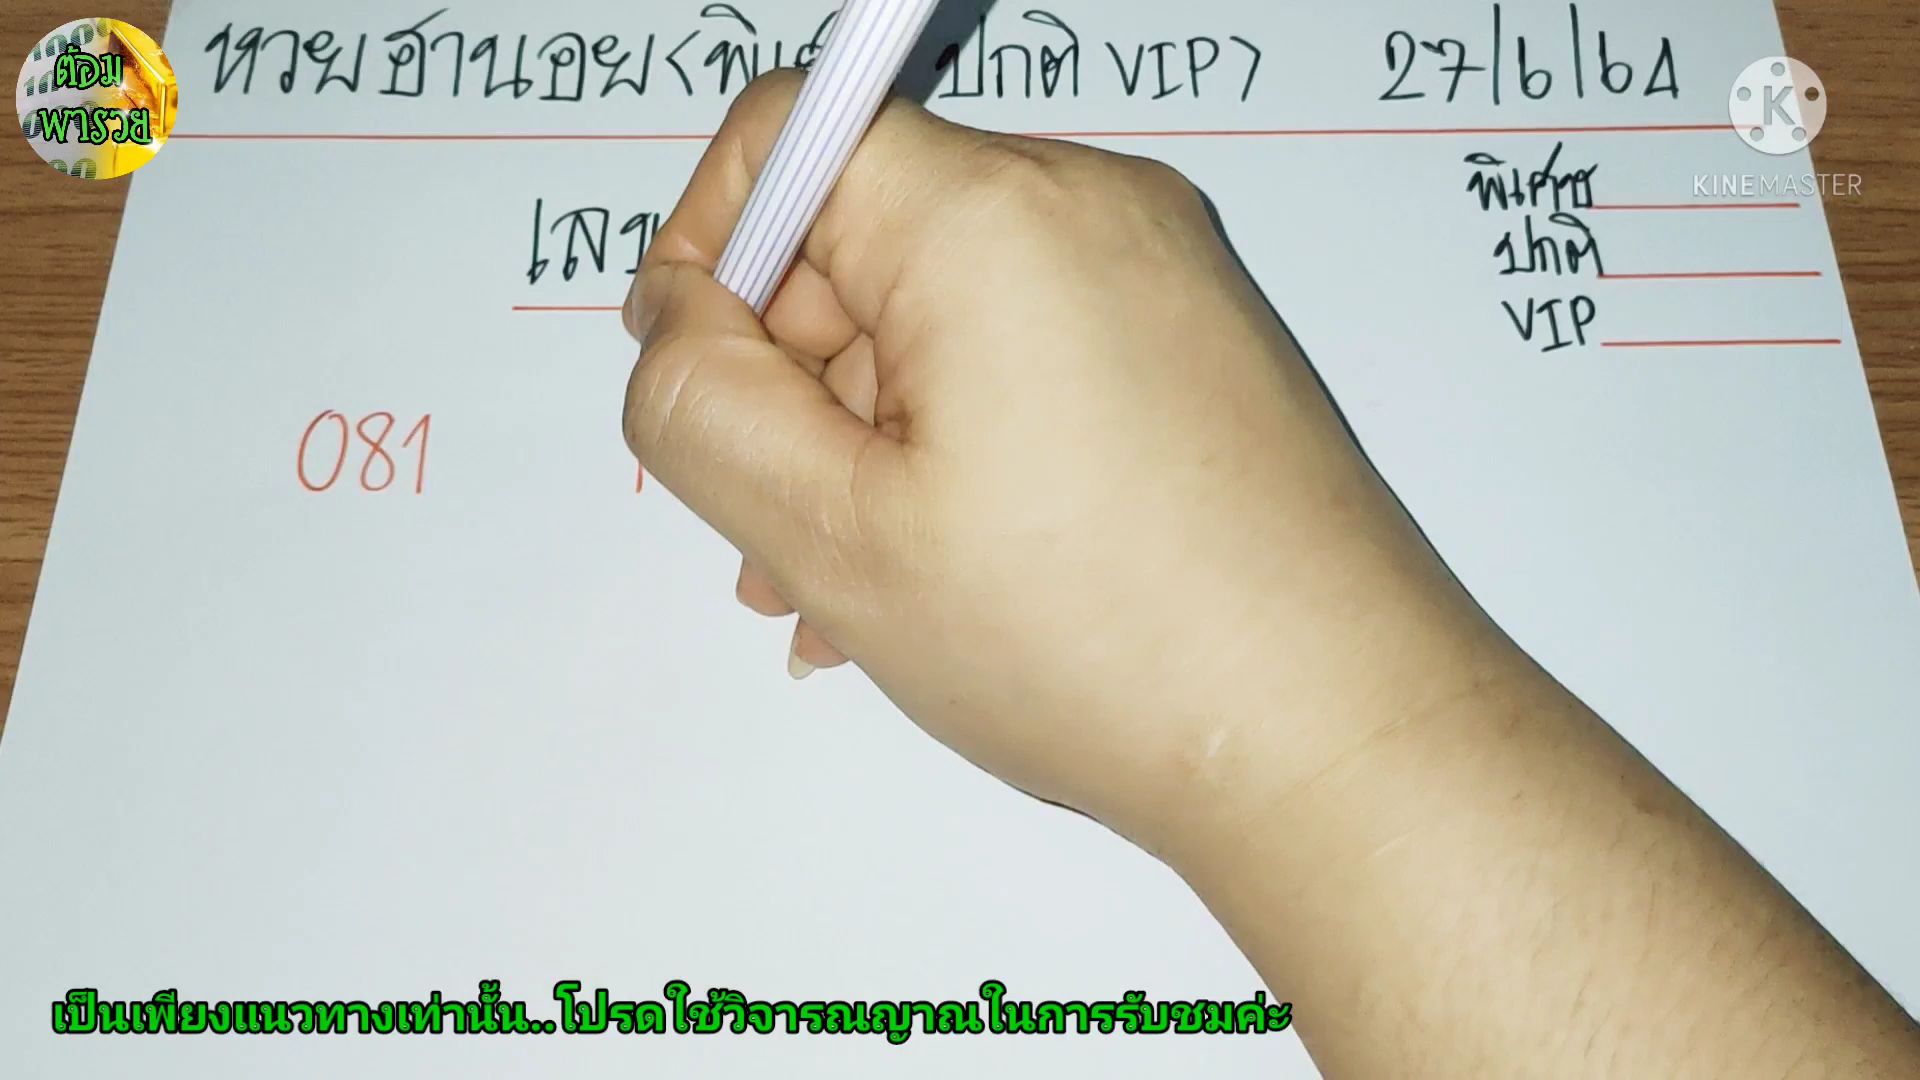 ต้อม
พารวย
หวยฮานอย ปกติ VIP> 27/6/64
KINEMASTER
พิเศษ
ปกติ
VIP
081
เป็นเพียงแนวทางเท่านั้น..โปรดใช้วิจารณญาณในการรับชมค่ะ